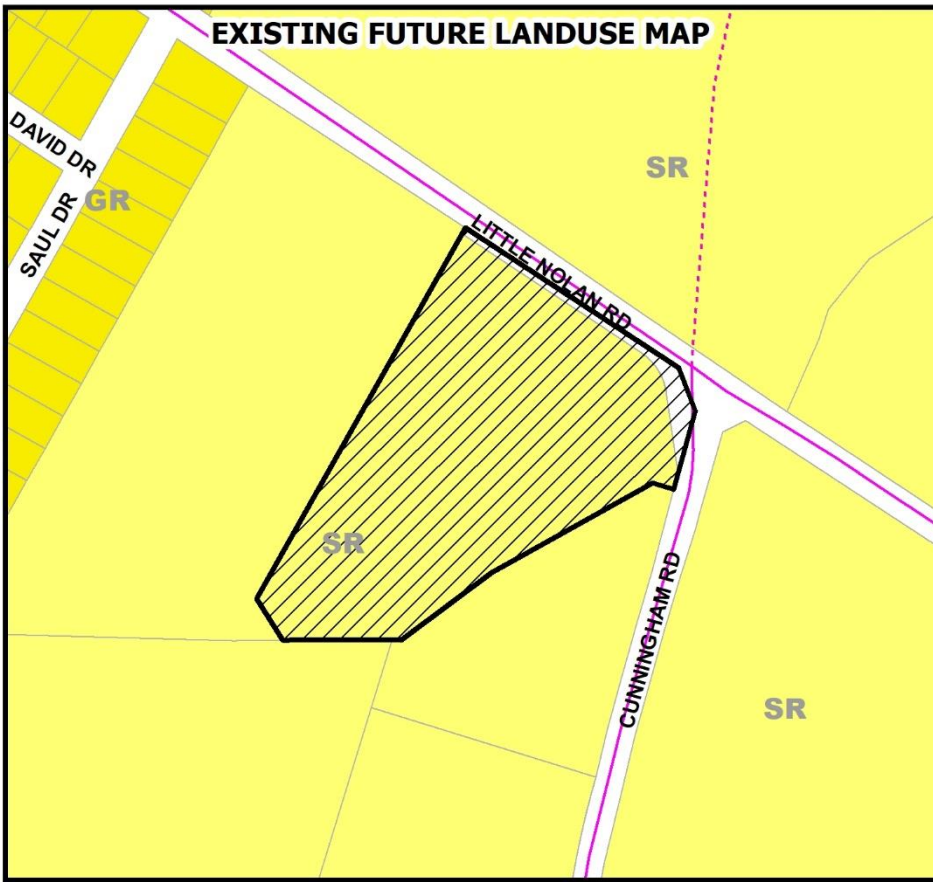 EXISTING FUTURE LANDUSE MAP
DAVID DR
GR
SAUL DR
SR
LITTLE NOLAN RD
SR
CUNNINGHAM RD
SR